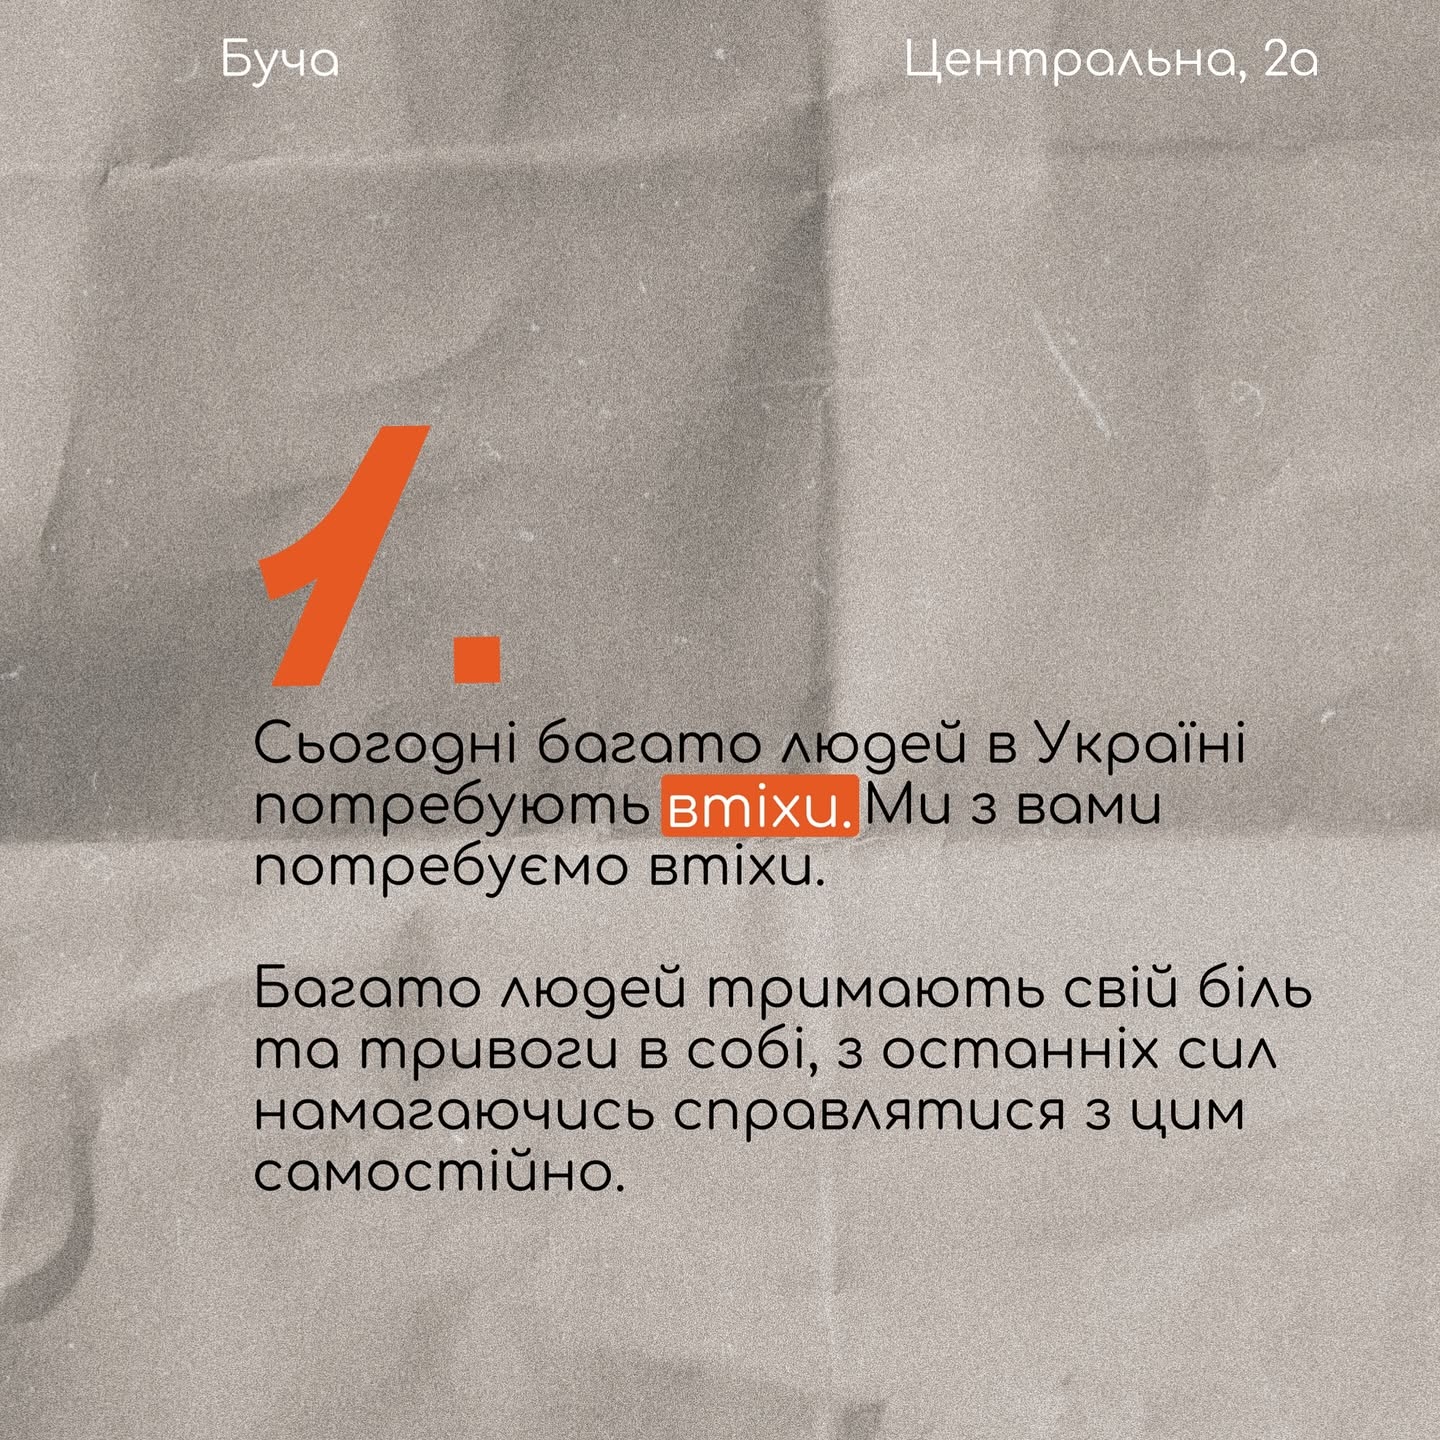 Буча
Центральна, 2а
1.
Сьогодні багато людей в Україні
потребують втіхи. Ми з вами
потребуємо втіхи.
Багато людей тримають свій біль
та тривоги в собі, з останніх сил
намагаючись справлятися з цим
самостійно.